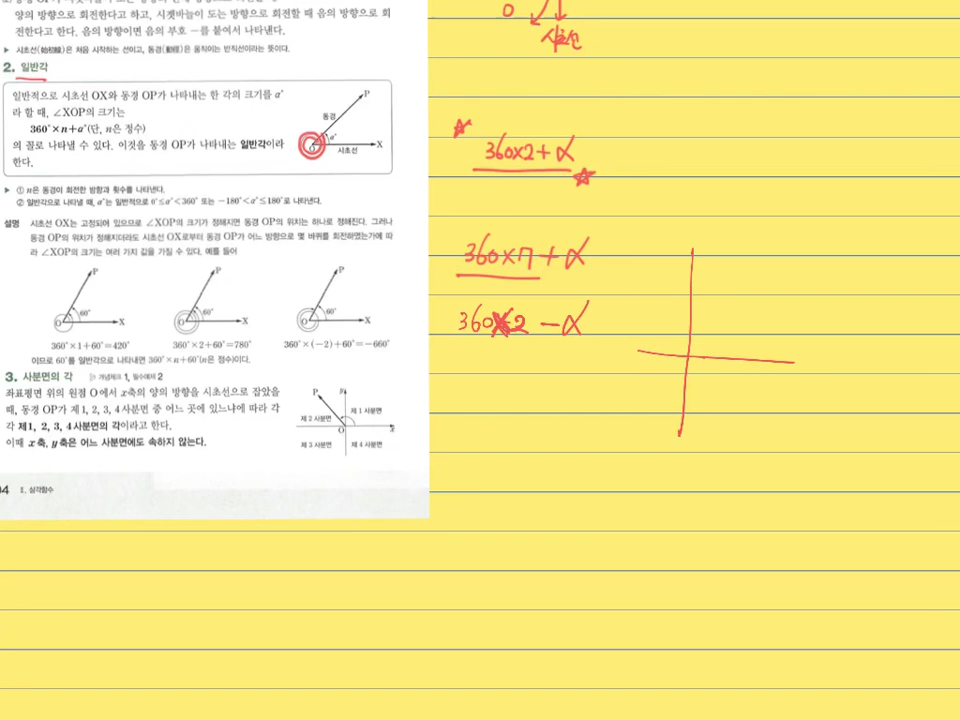 양의 방향으로 회전한다고 하고, 시곗바늘이 도는 방향으로 회전할 때 음의 방향으로 회
전한다고 한다. 음의 방향이면 음의 부호 －를 붙여서 나타낸다.
▶ 시초선(始初線)은 처음 시작하는 선이고, 동경(動徑)은 움직이는 반직선이라는 뜻이다.
2. 일반각
일반적으로 시초선 OX와 동경 OP가 나타내는 한 각의 크기를 α°
라 할 때, ∠XOP의 크기는
360°×n+α°(단, n은 정수)
의 꼴로 나타낼 수 있다. 이것을 동경 OP가 나타내는 일반각이라
한다.
P
동경
α°
O
시초선
X
▶ ① n은 동경이 회전한 방향과 횟수를 나타낸다.
② 일반각으로 나타낼 때, α°는 일반적으로 0°≤α°<360° 또는 −180°<α°≤180°로 나타낸다.
설명 시초선 OX는 고정되어 있으므로 ∠XOP의 크기가 정해지면 동경 OP의 위치는 하나로 정해진다. 그러나
동경 OP의 위치가 정해지더라도 시초선 OX로부터 동경 OP가 어느 방향으로 몇 바퀴를 회전하였는가에 따
라 ∠XOP의 크기는 여러 가지 값을 가질 수 있다. 예를 들어
P 60° O X
P 60° O X
P 60° O X
360°×1+60°=420°
360°×2+60°=780°
360°×(−2)+60°=−660°
이므로 60°를 일반각으로 나타내면 360°×n+60°(n은 정수)이다.
3. 사분면의 각 개념체크 1, 필수예제 2
좌표평면 위의 원점 O에서 x축의 양의 방향을 시초선으로 잡았을
때, 동경 OP가 제1, 2, 3, 4사분면 중 어느 곳에 있느냐에 따라 각
각 제1, 2, 3, 4사분면의 각이라고 한다.
이때 x축, y축은 어느 사분면에도 속하지 않는다.
P y
제 1 사분면
제 2 사분면
O x
제 3 사분면 제 4 사분면
04 Ⅱ. 삼각함수
0
시초선
360×2+α
360×n+α
−α